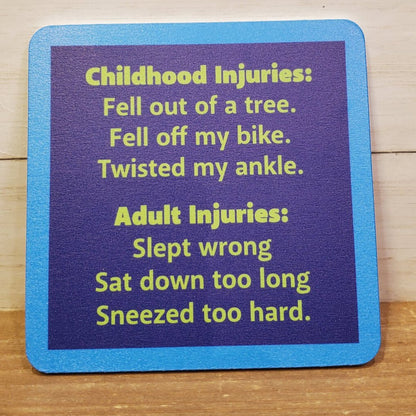 Childhood Injuries:
Fell out of a tree.
Fell off my bike.
Twisted my ankle.
Adult Injuries:
Slept wrong
Sat down too long
Sneezed too hard.